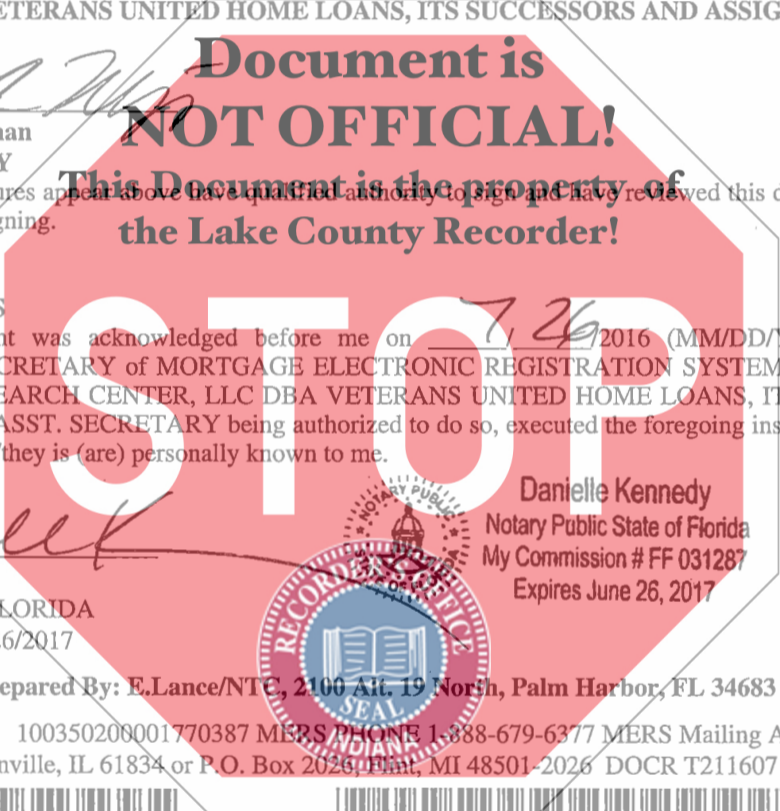 ETERANS UNITED HOME LOANS, ITS SUCCESSORS AND ASSIG
Document is
NOT OFFICIAL!
nan
Y
This Document is the property of
ures appear above have qualified authority to sign and have reviewed this d
gning.
the Lake County Recorder!
STOP
S
nt was acknowledged before me on 7/26/2016 (MM/DD/Y
CRETARY of MORTGAGE ELECTRONIC REGISTRATION SYSTEM
EARCH CENTER, LLC DBA VETERANS UNITED HOME LOANS, IT
ASST. SECRETARY being authorized to do so, executed the foregoing ins
/they is (are) personally known to me.
NOTARY PUBLIC
Danielle Kennedy
Notary Public State of Florida
My Commission # FF 031287
Expires June 26, 2017
RECORDER'S OFFICE
SEAL
INDIANA
LORIDA
26/2017
epared By: E.Lance/NTC, 2100 Alt. 19 North, Palm Harbor, FL 34683
100350200001770387 MERS PHONE 1-888-679-6377 MERS Mailing A
nville, IL 61834 or P.O. Box 2026, Flint, MI 48501-2026 DOCR T211607